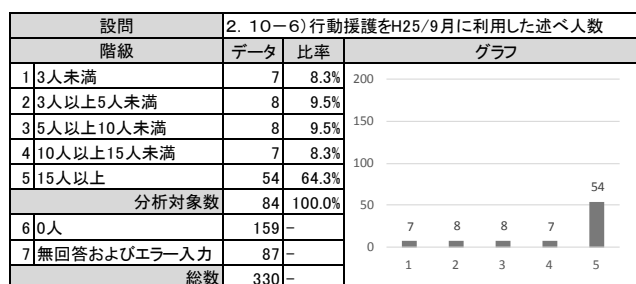 設問 2．10－6）行動援護をH25/9月に利用した述べ人数
階級 データ 比率 グラフ
1 3人未満 7 8.3%
2 3人以上5人未満 8 9.5%
3 5人以上10人未満 8 9.5%
4 10人以上15人未満 7 8.3%
5 15人以上 54 64.3%
分析対象数 84 100.0%
6 0人 159 －
7 無回答およびエラー入力 87 －
総数 330 －
200
150
100
50
0
7 8 8 7 54
1 2 3 4 5